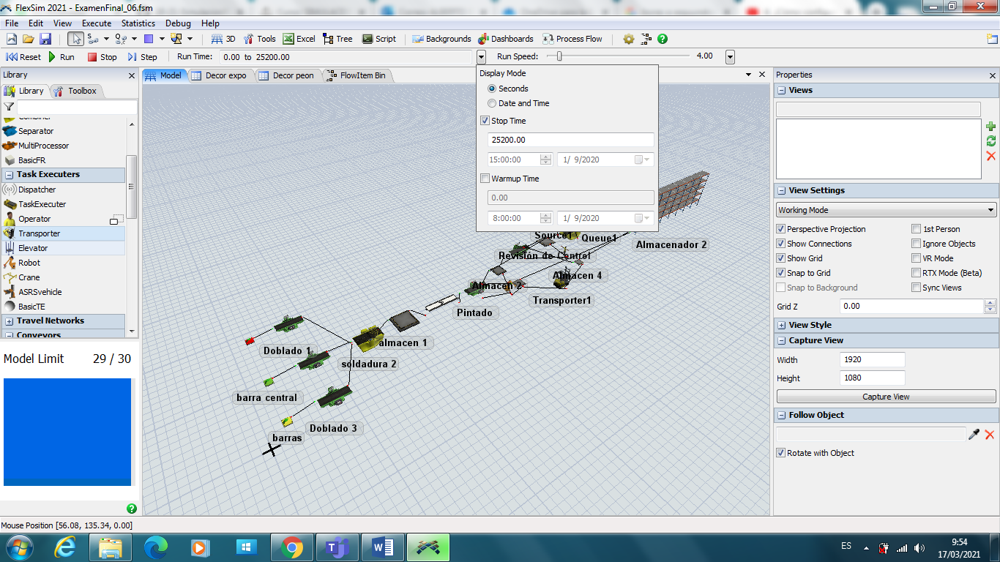 FlexSim 2021 - ExamenFinal_06.fsm
File Edit View Execute Statistics Debug Help
3D Tools Excel Tree Script Backgrounds Dashboards Process Flow
Reset Run Stop Step Run Time: 0.00 to 25200.00 Run Speed: 4.00
Library
Library Toolbox
Combiner
Separator
MultiProcessor
BasicFR
Task Executers
Dispatcher
TaskExecuter
Operator
Transporter
Elevator
Robot
Crane
ASRSvehicle
BasicTE
Travel Networks
Conveyors
Model Limit 29 / 30
Model Decor expo Decor peon FlowItem Bin
Display Mode
Seconds
Date and Time
Stop Time
25200.00
15:00:00 1/ 9/2020
Warmup Time
0.00
8:00:00 1/ 9/2020
Source1
Queue1
Almacenador 2
Revisión de Control
Almacen 4
Almacen 2
Transporter1
Pintado
almacen 1
Doblado 1
soldadura 2
barra central
Doblado 3
barras
Properties
Views
View Settings
Working Mode
Perspective Projection 1st Person
Show Connections Ignore Objects
Show Grid VR Mode
Snap to Grid RTX Mode (Beta)
Snap to Background Sync Views
Grid Z 0.00
View Style
Capture View
Width 1920
Height 1080
Capture View
Follow Object
Rotate with Object
Mouse Position [56.08, 135.34, 0.00]
ES
9:54
17/03/2021